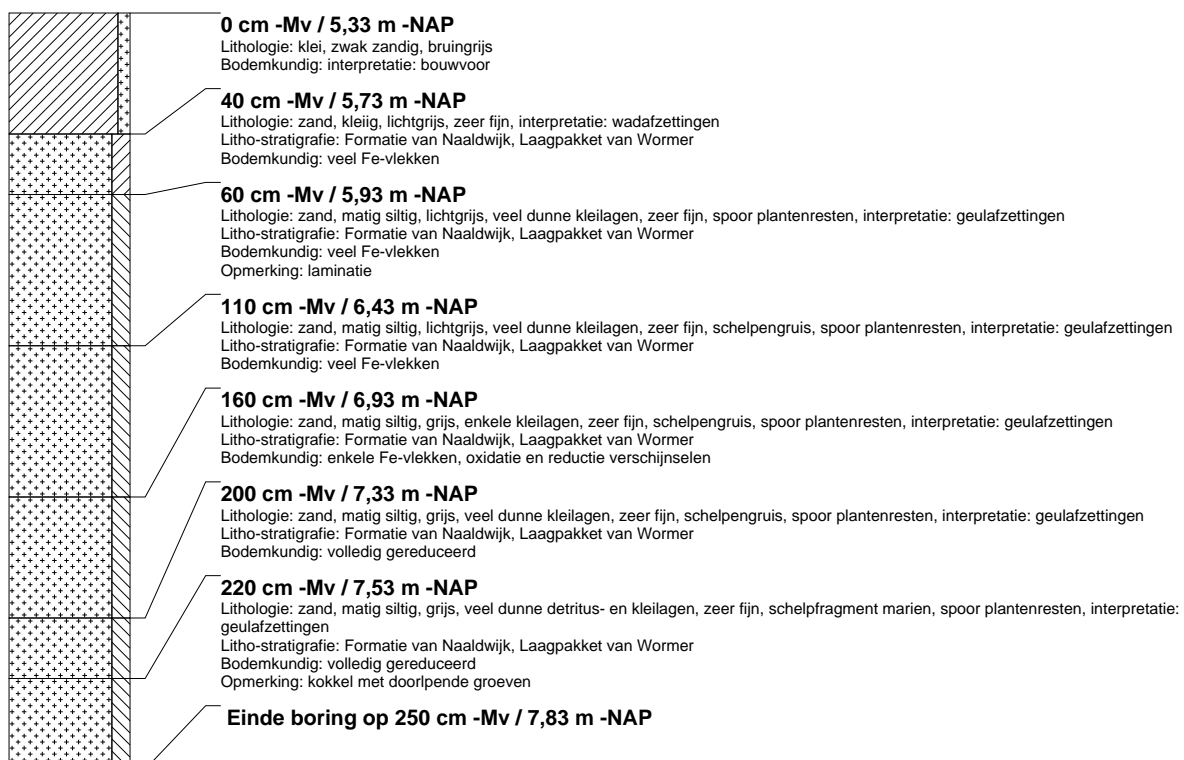 0 cm -Mv / 5,33 m -NAP
Lithologie: klei, zwak zandig, bruingrijs
Bodemkundig: interpretatie: bouwvoor
40 cm -Mv / 5,73 m -NAP
Lithologie: zand, kleiig, lichtgrijs, zeer fijn, interpretatie: wadafzettingen
Litho-stratigrafie: Formatie van Naaldwijk, Laagpakket van Wormer
Bodemkundig: veel Fe-vlekken
60 cm -Mv / 5,93 m -NAP
Lithologie: zand, matig siltig, lichtgrijs, veel dunne kleilagen, zeer fijn, spoor plantenresten, interpretatie: geulafzettingen
Litho-stratigrafie: Formatie van Naaldwijk, Laagpakket van Wormer
Bodemkundig: veel Fe-vlekken
Opmerking: laminatie
110 cm -Mv / 6,43 m -NAP
Lithologie: zand, matig siltig, lichtgrijs, veel dunne kleilagen, zeer fijn, schelpengruis, spoor plantenresten, interpretatie: geulafzettingen
Litho-stratigrafie: Formatie van Naaldwijk, Laagpakket van Wormer
Bodemkundig: veel Fe-vlekken
160 cm -Mv / 6,93 m -NAP
Lithologie: zand, matig siltig, grijs, enkele kleilagen, zeer fijn, schelpengruis, spoor plantenresten, interpretatie: geulafzettingen
Litho-stratigrafie: Formatie van Naaldwijk, Laagpakket van Wormer
Bodemkundig: enkele Fe-vlekken, oxidatie en reductie verschijnselen
200 cm -Mv / 7,33 m -NAP
Lithologie: zand, matig siltig, grijs, veel dunne kleilagen, zeer fijn, schelpengruis, spoor plantenresten, interpretatie: geulafzettingen
Litho-stratigrafie: Formatie van Naaldwijk, Laagpakket van Wormer
Bodemkundig: volledig gereduceerd
220 cm -Mv / 7,53 m -NAP
Lithologie: zand, matig siltig, grijs, veel dunne detritus- en kleilagen, zeer fijn, schelpfragment marien, spoor plantenresten, interpretatie:
geulafzettingen
Litho-stratigrafie: Formatie van Naaldwijk, Laagpakket van Wormer
Bodemkundig: volledig gereduceerd
Opmerking: kokkel met doorlpende groeven
Einde boring op 250 cm -Mv / 7,83 m -NAP